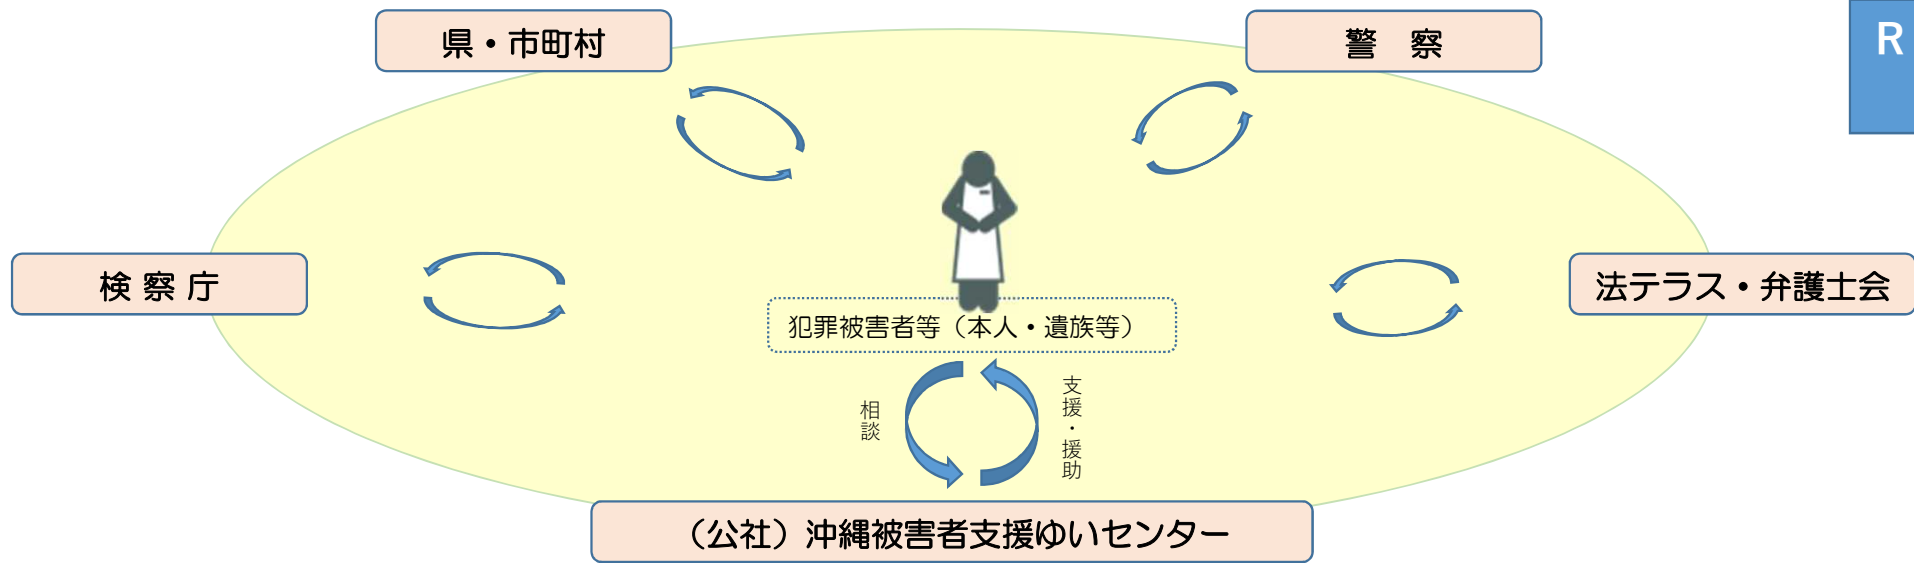 県・市町村
警　察
R
検 察 庁
法テラス・弁護士会
犯罪被害者等（本人・遺族等）
相談
支援・援助
（公社）沖縄被害者支援ゆいセンター